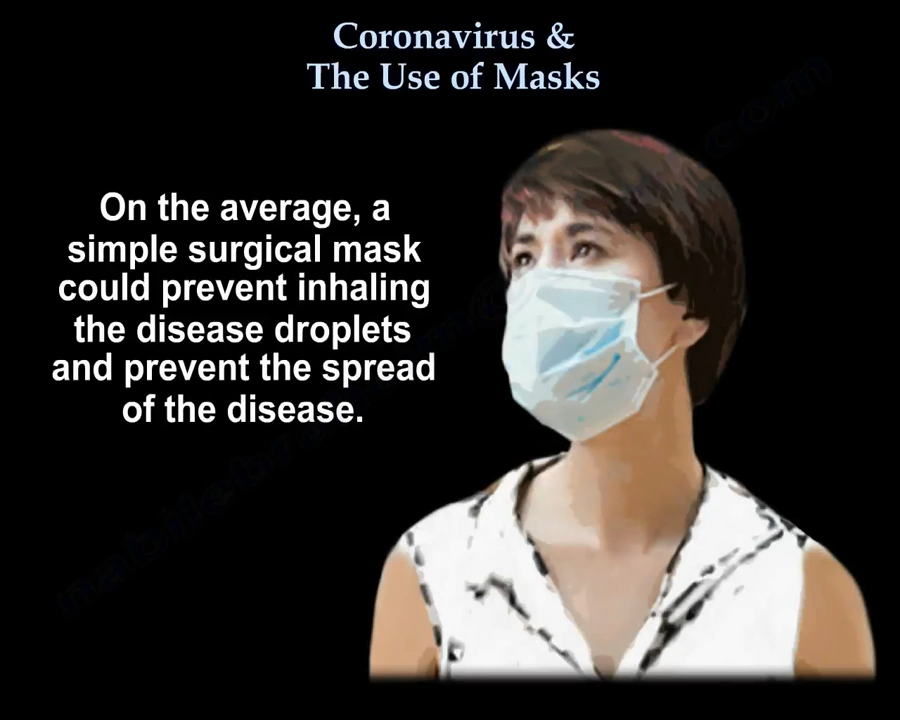 Coronavirus &
The Use of Masks
On the average, a
simple surgical mask
could prevent inhaling
the disease droplets
and prevent the spread
of the disease.